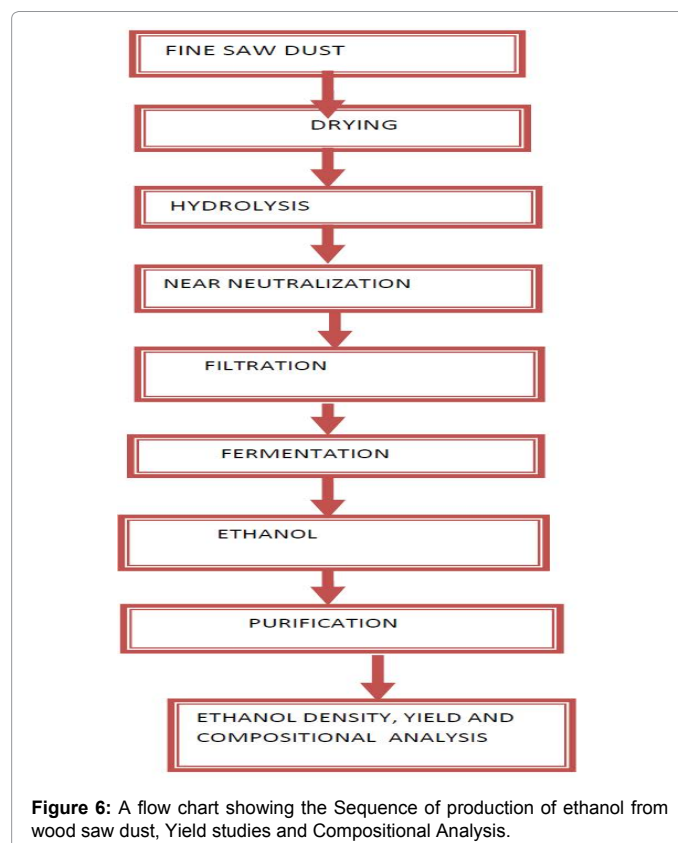 FINE SAW DUST
DRYING
HYDROLYSIS
NEAR NEUTRALIZATION
FILTRATION
FERMENTATION
ETHANOL
PURIFICATION
ETHANOL DENSITY, YIELD AND
COMPOSITIONAL ANALYSIS
Figure 6: A flow chart showing the Sequence of production of ethanol from
wood saw dust, Yield studies and Compositional Analysis.